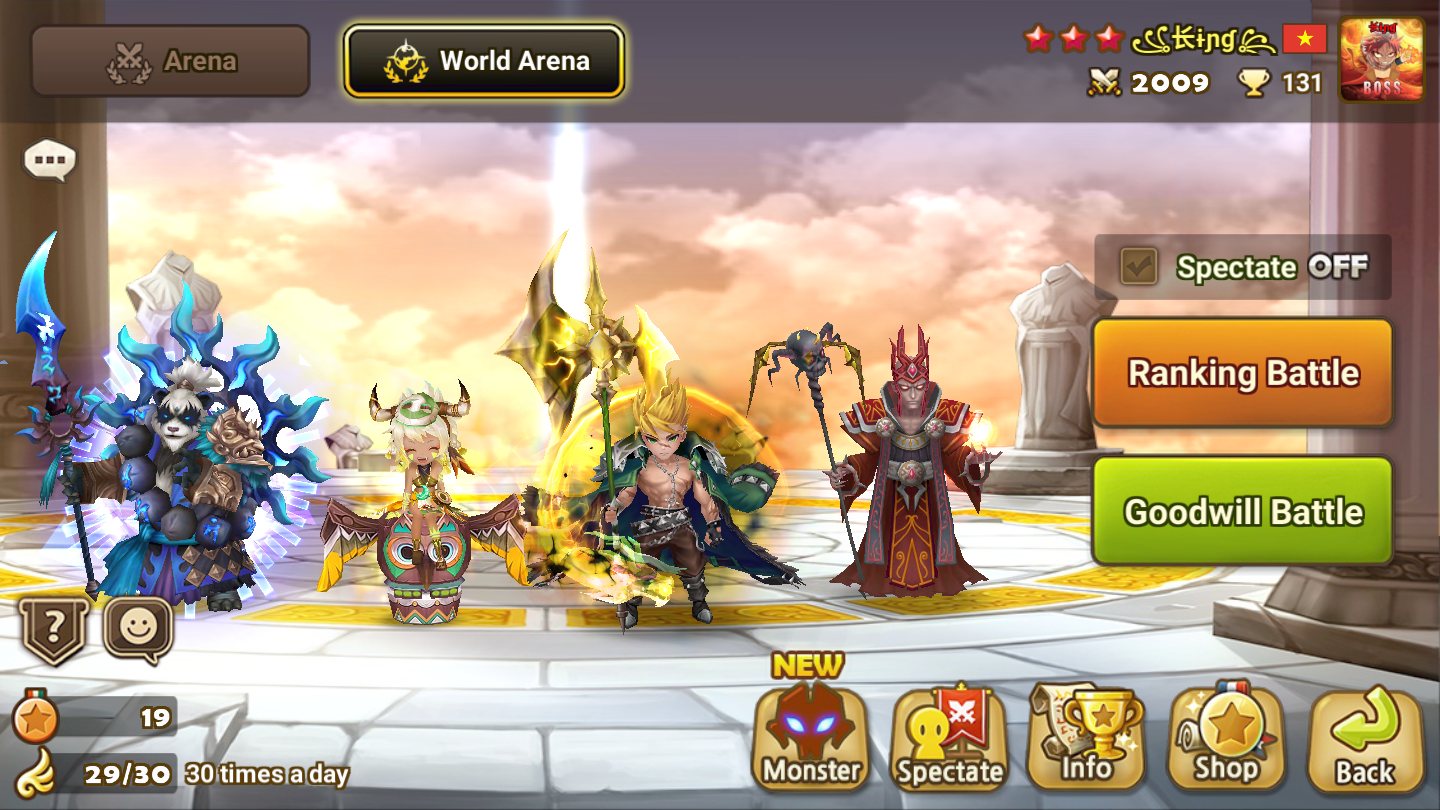 Arena
World Arena
King
2009
131
King
BOSS
Spectate OFF
Ranking Battle
Goodwill Battle
?
19
29/30 30 times a day
NEW
Monster
Spectate
Info
Shop
Back